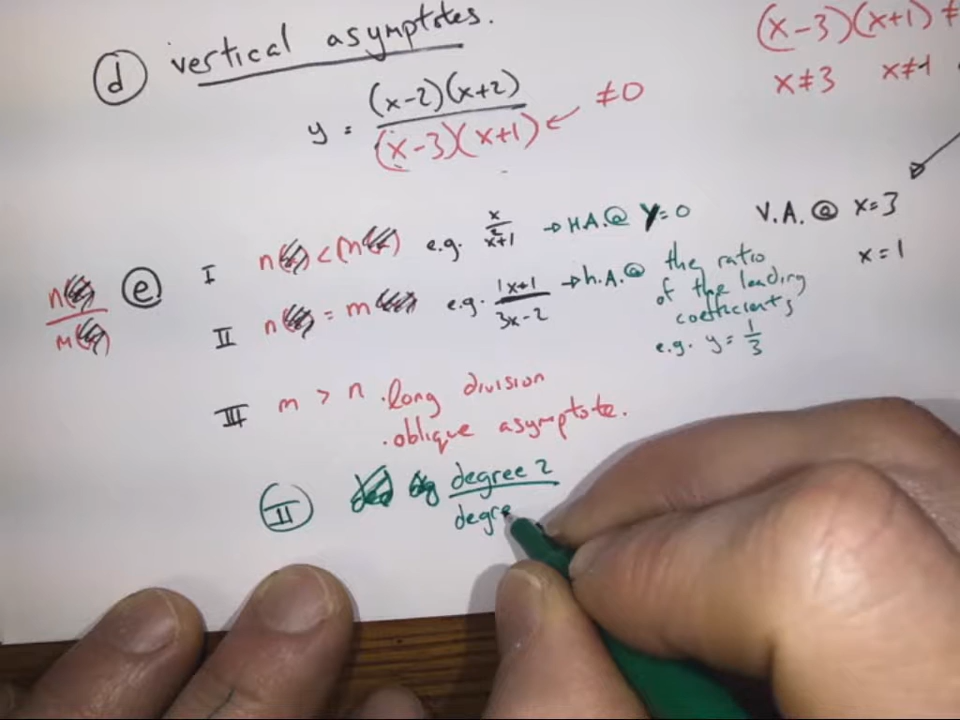 (d) vertical asymptotes.
y = (x-2)(x+2)
(x-3)(x+1) ← ≠0
(x-3)(x+1) ≠
x≠3 x≠-1
V.A. @ x=3
x=1
n
m
(e)
I n < m e.g. x
x²+1 → H.A.@ y=0
II n = m e.g. 1x+1
3x-2 → h.A.@ the ratio
of the leading
coefficients
e.g. y = 1
3
III m > n .long division
.oblique asymptote.
(II) degree 2
degre